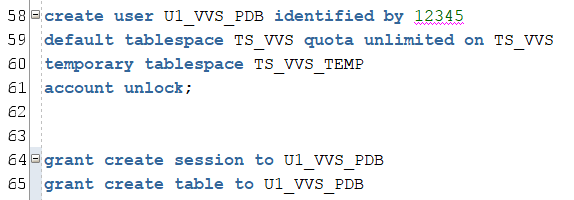 58 create user U1_VVS_PDB identified by 12345
59 default tablespace TS_VVS quota unlimited on TS_VVS
60 temporary tablespace TS_VVS_TEMP
61 account unlock;
62
63
64 grant create session to U1_VVS_PDB
65 grant create table to U1_VVS_PDB